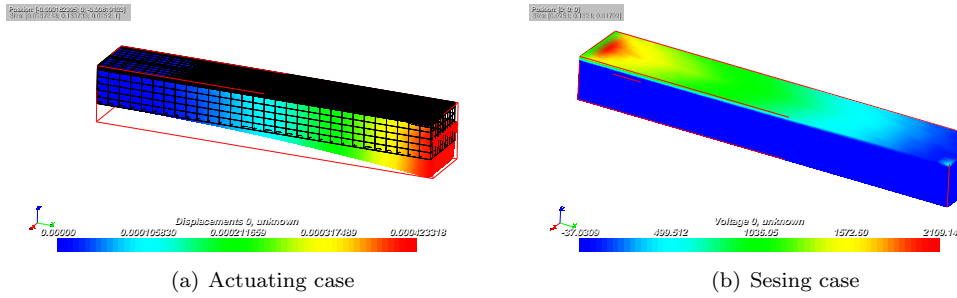 Displacements 0, unknown
0.00000 0.000105830 0.000211659 0.000317489 0.000423318
(a) Actuating case
Voltage 0, unknown
-37.0309 499.512 1036.05 1572.60 2109.14
(b) Sesing case